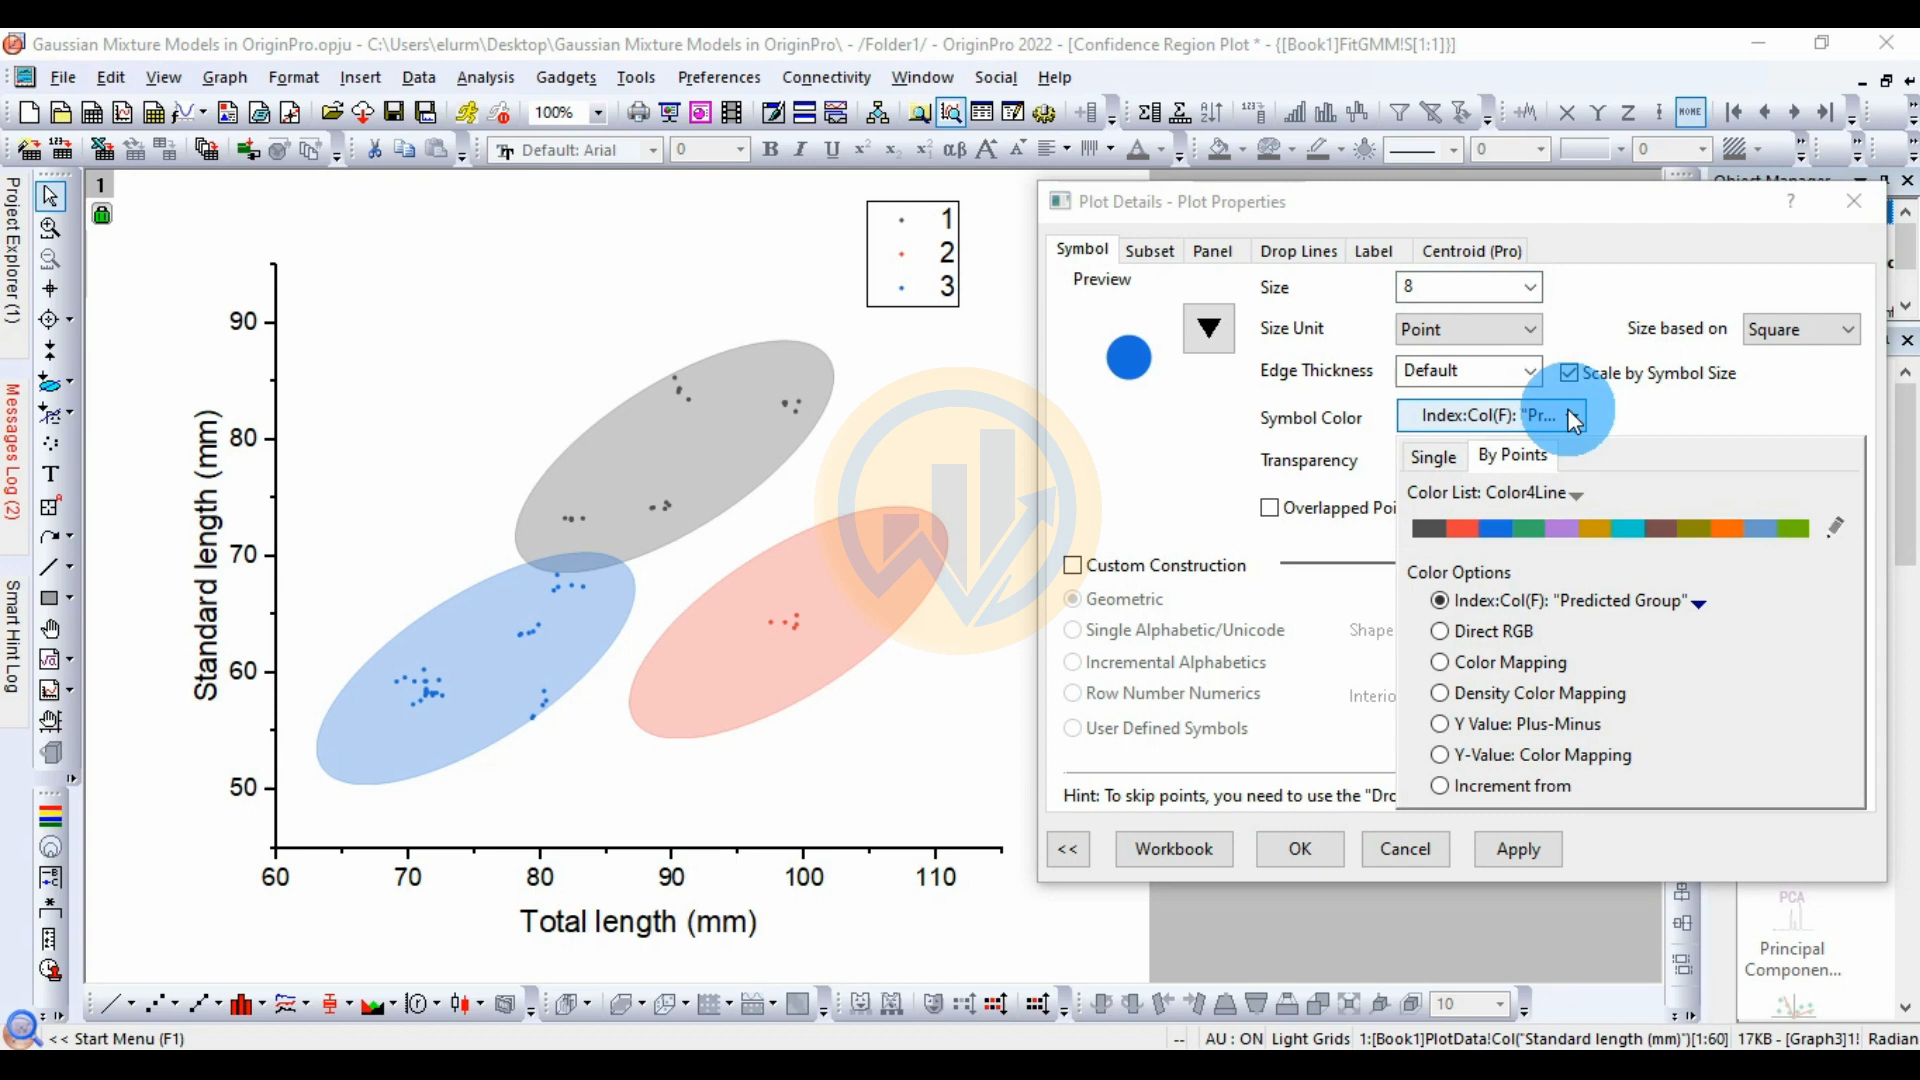 Gaussian Mixture Models in OriginPro.opju - C:\Users\elurm\Desktop\Gaussian Mixture Models in OriginPro\ - /Folder1/ - OriginPro 2022 - [Confidence Region Plot * - {[Book1]FitGMM!S[1:1]}]
File Edit View Graph Format Insert Data Analysis Gadgets Tools Preferences Connectivity Window Social Help
100%
HOME
Default: Arial 0 B I U αβ A A 0 0
Project Explorer (1)
Messages Log (2)
Smart Hint Log
1
1
2
3
Standard length (mm)
90
80
70
60
50
60 70 80 90 100 110
Total length (mm)
Plot Details - Plot Properties
Symbol Subset Panel Drop Lines Label Centroid (Pro)
Preview
Size 8
Size Unit Point Size based on Square
Edge Thickness Default Scale by Symbol Size
Symbol Color Index:Col(F): "Pr...
Transparency
Single By Points
Color List: Color4Line
Overlapped Poi
Custom Construction
Color Options
Geometric
Index:Col(F): "Predicted Group"
Single Alphabetic/Unicode Shape
Direct RGB
Incremental Alphabetics
Color Mapping
Row Number Numerics Interio
Density Color Mapping
User Defined Symbols
Y Value: Plus-Minus
Y-Value: Color Mapping
Increment from
Hint: To skip points, you need to use the "Dro
<< Workbook OK Cancel Apply
PCA
Principal
Componen...
10
<< Start Menu (F1)
-- AU : ON Light Grids 1:[Book1]PlotData!Col("Standard length (mm)")[1:60] 17KB - [Graph3]1! Radian